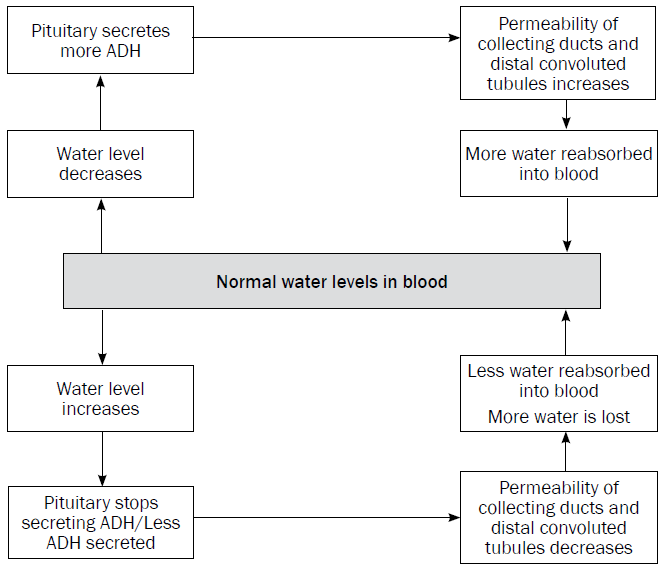 Pituitary secretes
more ADH
Permeability of
collecting ducts and
distal convoluted
tubules increases
Water level
decreases
More water reabsorbed
into blood
Normal water levels in blood
Water level
increases
Less water reabsorbed
into blood
More water is lost
Pituitary stops
secreting ADH/Less
ADH secreted
Permeability of
collecting ducts and
distal convoluted
tubules decreases